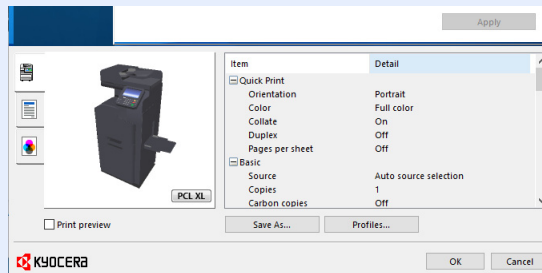 Apply
Item Detail
Quick Print
Orientation Portrait
Color Full color
Collate On
Duplex Off
Pages per sheet Off
Basic
Source Auto source selection
Copies 1
Carbon copies Off
PCL XL
Print preview
Save As... Profiles...
KYOCERA
OK Cancel